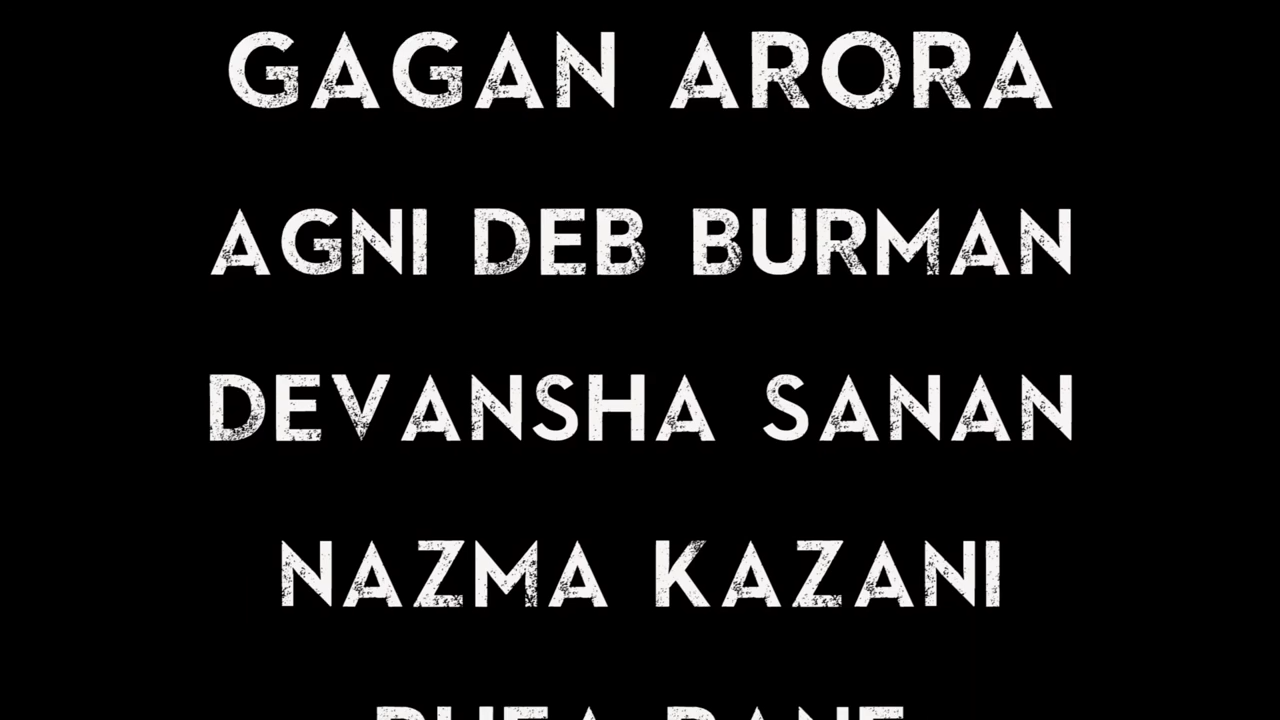 GAGAN ARORA
AGNI DEB BURMAN
DEVANSHA SANAN
NAZMA KAZANI